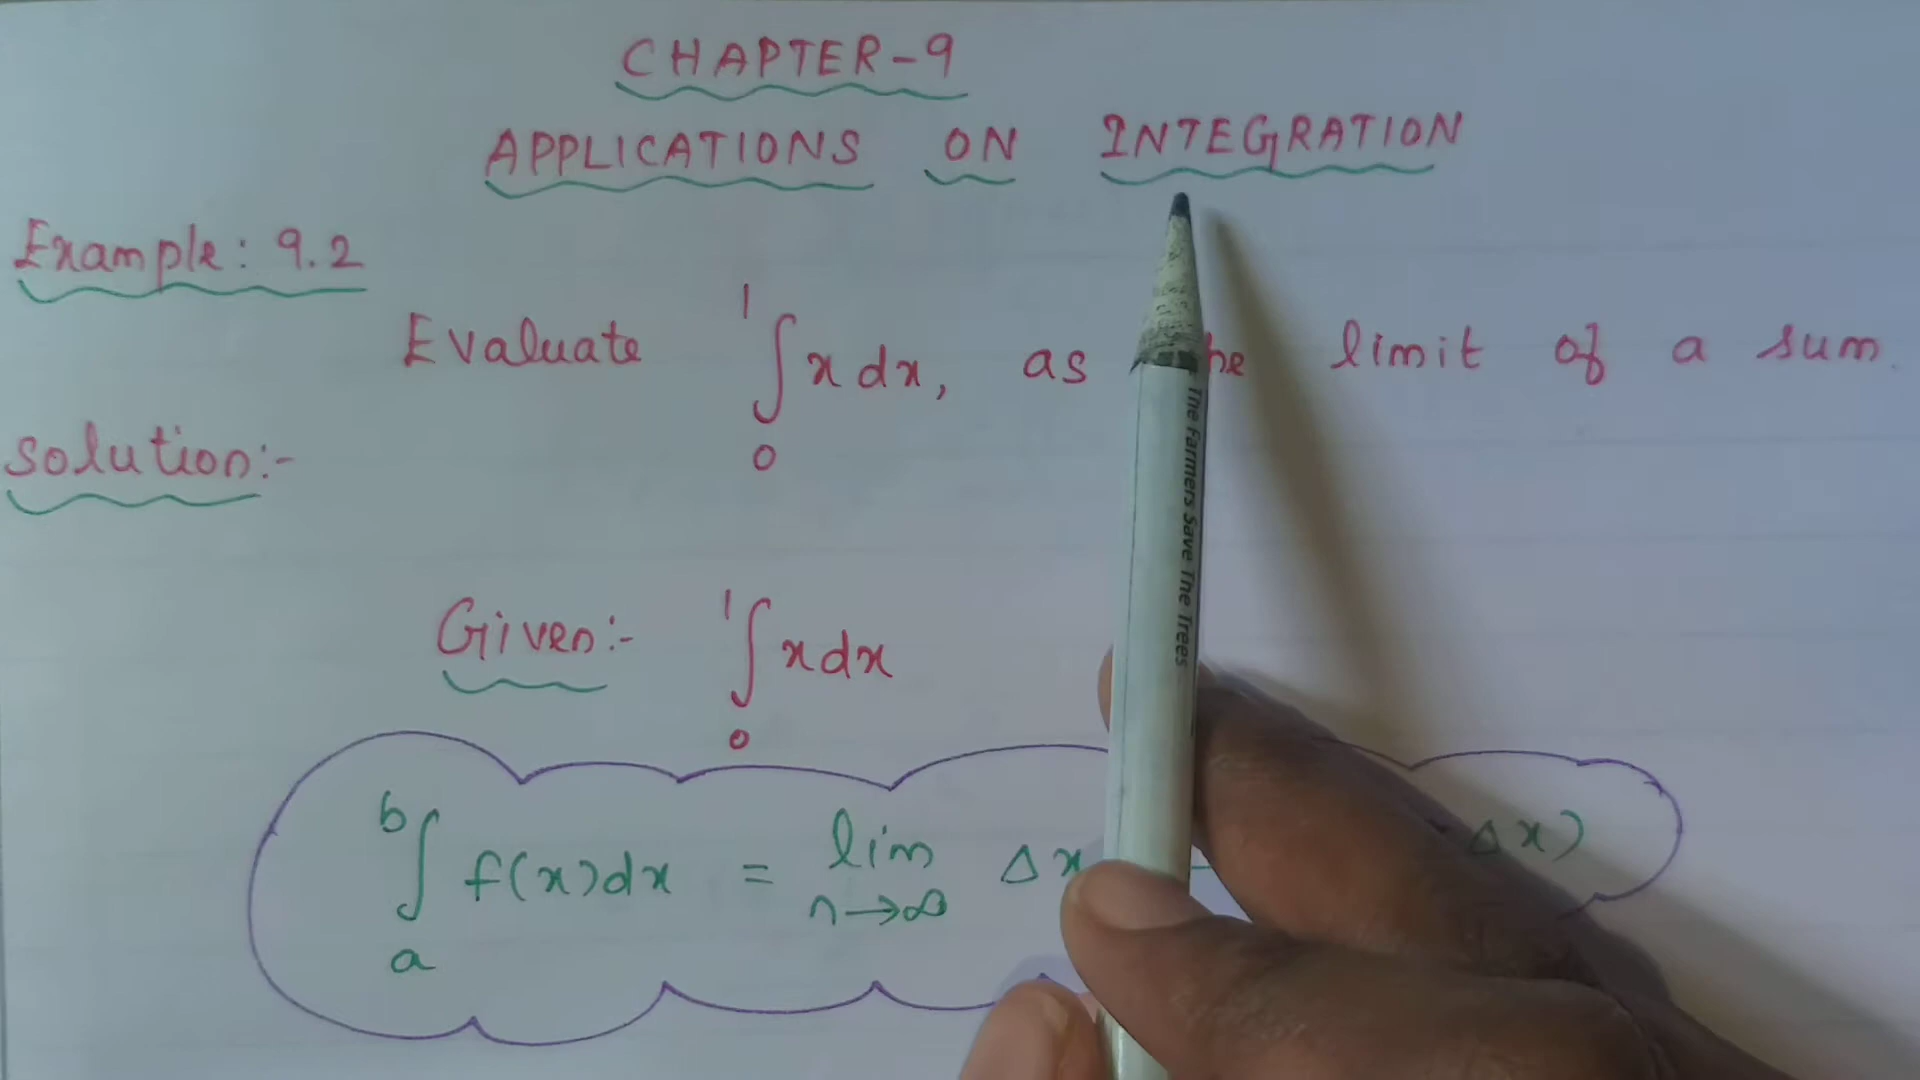 CHAPTER-9
APPLICATIONS ON INTEGRATION
Example: 9.2
Evaluate ∫₀¹ x dx, as he limit of a sum.
Solution:-
Given:- ∫₀¹ x dx
∫ₐᵇ f(x)dx = lim n→∞ Δx Δx)
The Farmers Save The Trees